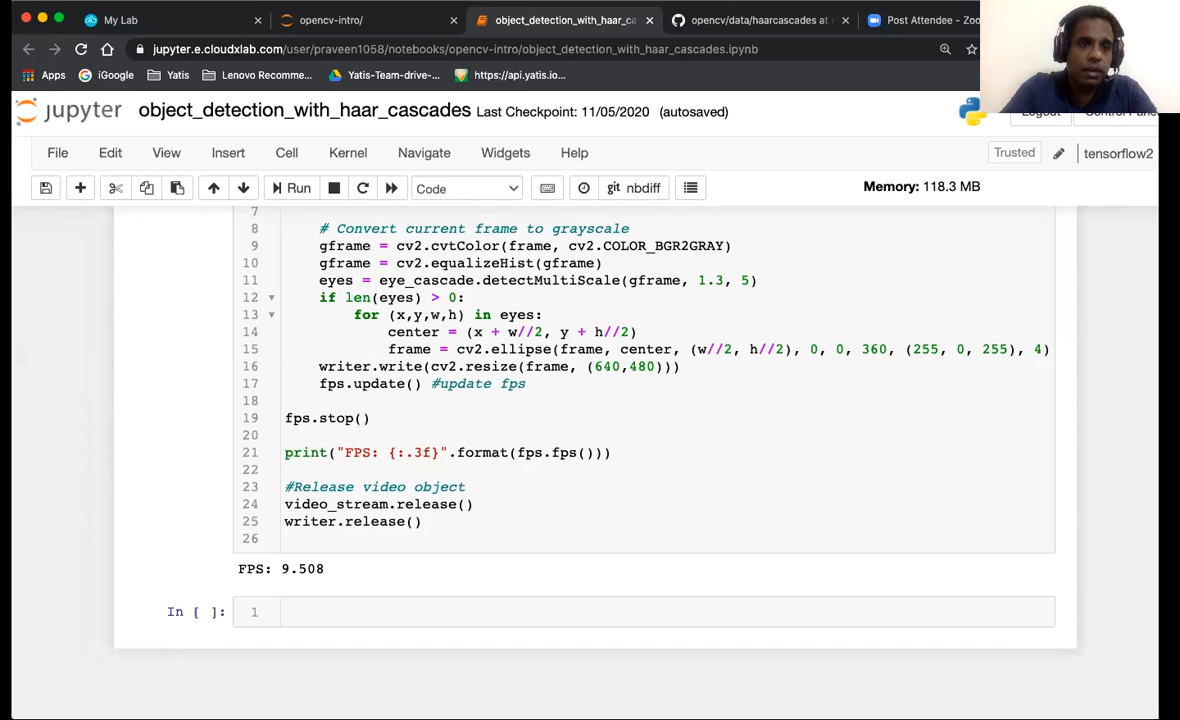 My Lab
opencv-intro/
object_detection_with_haar_ca...
opencv/data/haarcascades at
Post Attendee - Zoo
jupyter.e.cloudxlab.com/user/praveen1058/notebooks/opencv-intro/object_detection_with_haar_cascades.ipynb
Apps
iGoogle
Yatis
Lenovo Recomme...
Yatis-Team-drive-...
https://api.yatis.io...
jupyter object_detection_with_haar_cascades Last Checkpoint: 11/05/2020 (autosaved)
Logout
File Edit View Insert Cell Kernel Navigate Widgets Help Trusted tensorflow2
Run Code nbdiff Memory: 118.3 MB
7
8 # Convert current frame to grayscale
9 gframe = cv2.cvtColor(frame, cv2.COLOR_BGR2GRAY)
10 gframe = cv2.equalizeHist(gframe)
11 eyes = eye_cascade.detectMultiScale(gframe, 1.3, 5)
12 if len(eyes) > 0:
13 for (x,y,w,h) in eyes:
14 center = (x + w//2, y + h//2)
15 frame = cv2.ellipse(frame, center, (w//2, h//2), 0, 0, 360, (255, 0, 255), 4)
16 writer.write(cv2.resize(frame, (640,480)))
17 fps.update() #update fps
18
19 fps.stop()
20
21 print("FPS: {:.3f}".format(fps.fps()))
22
23 #Release video object
24 video_stream.release()
25 writer.release()
26
FPS: 9.508
In [ ]: 1